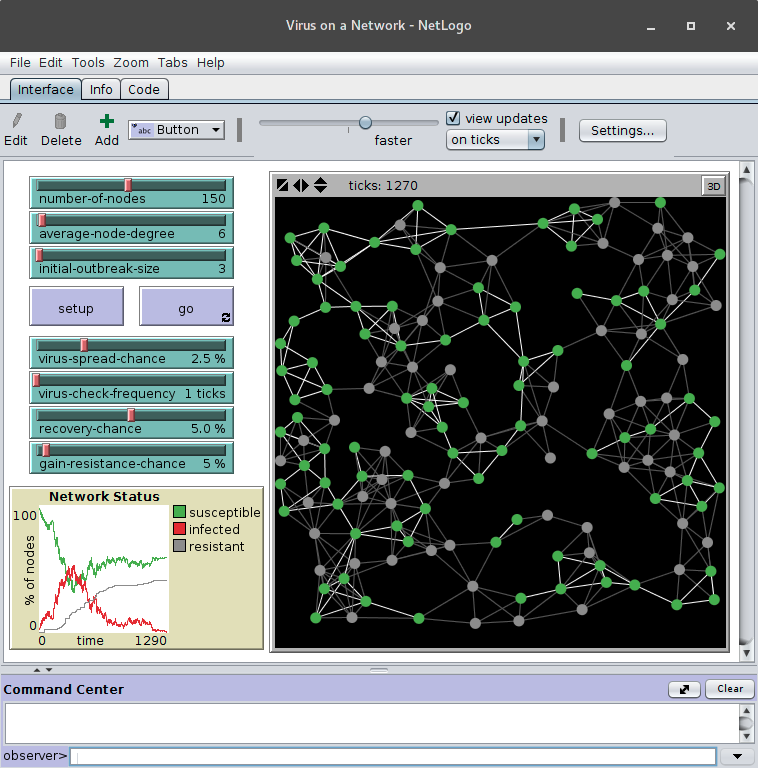 Virus on a Network - NetLogo
File Edit Tools Zoom Tabs Help
Interface Info Code
Edit Delete Add abc Button faster view updates on ticks Settings...
number-of-nodes 150
average-node-degree 6
initial-outbreak-size 3
setup go
virus-spread-chance 2.5 %
virus-check-frequency 1 ticks
recovery-chance 5.0 %
gain-resistance-chance 5 %
Network Status
100
% of nodes
0
0 time 1290
susceptible
infected
resistant
ticks: 1270 3D
Command Center Clear
observer>